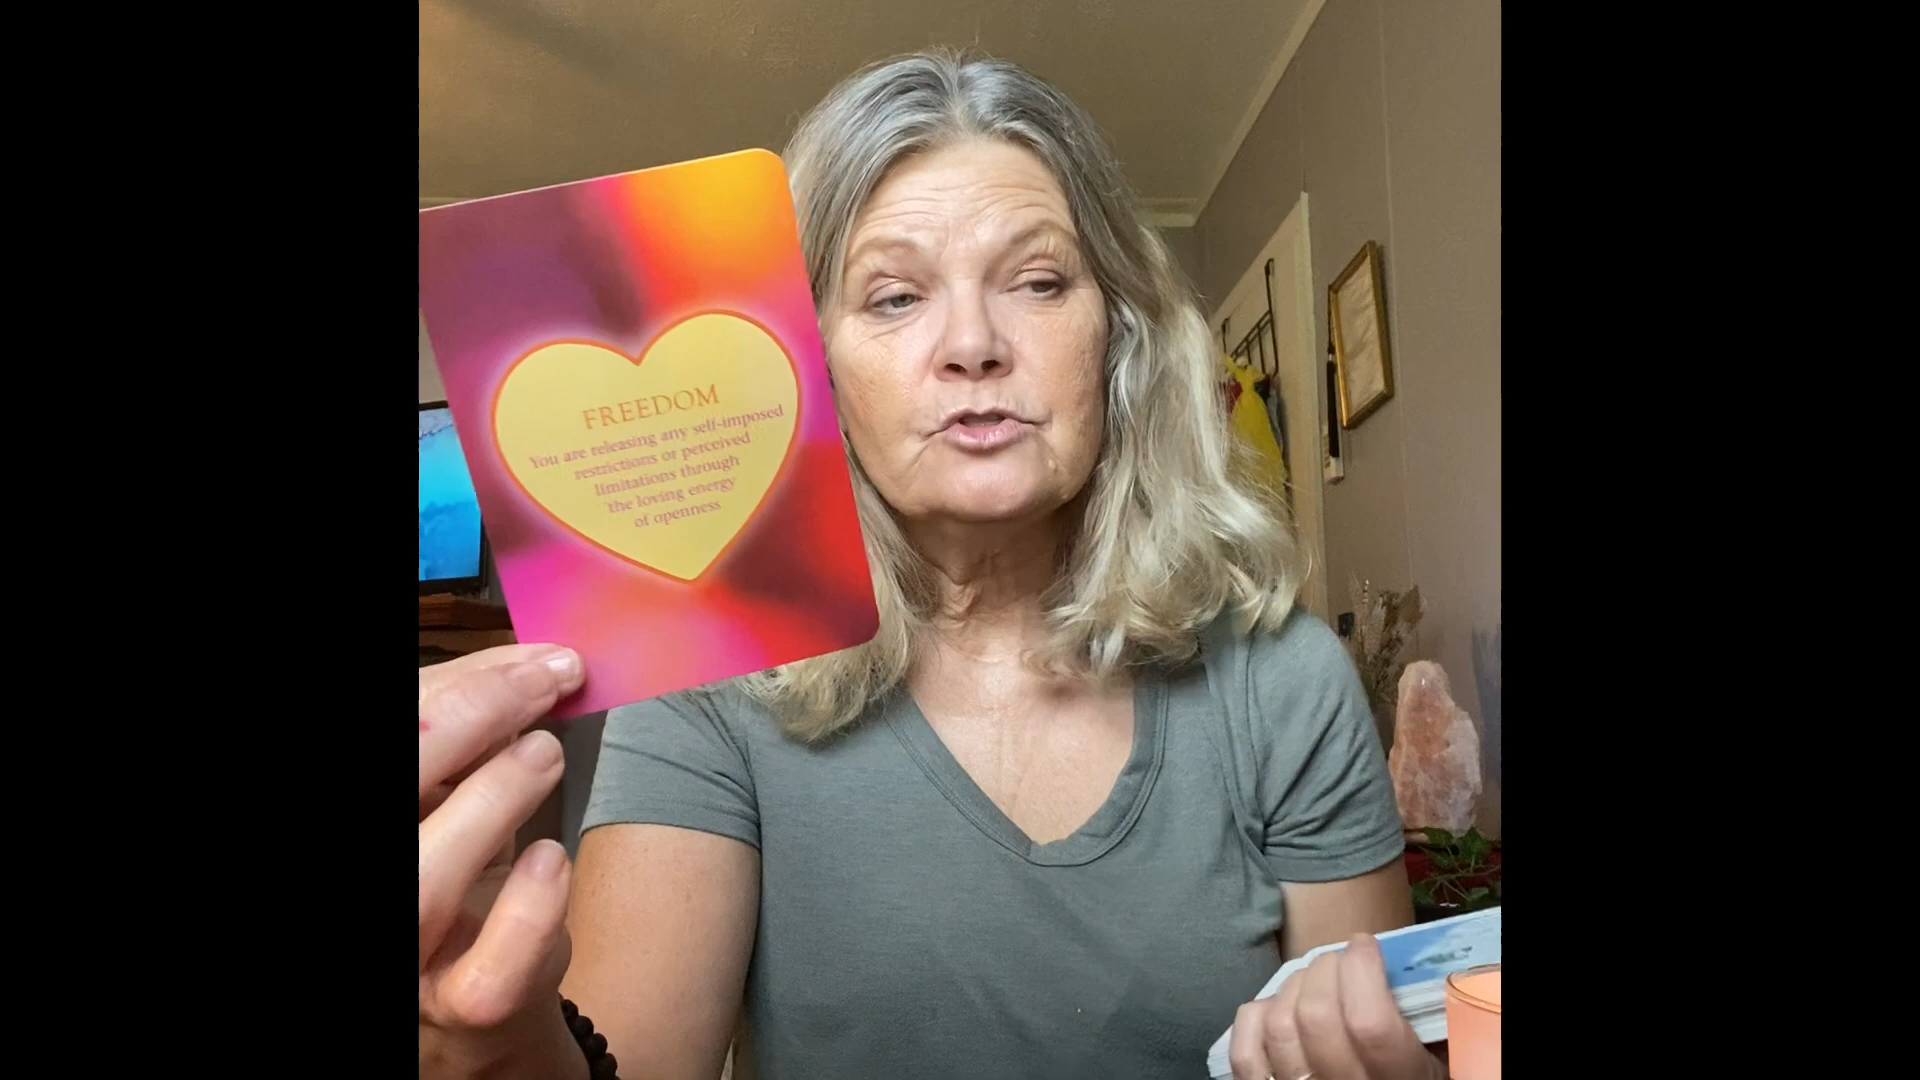 FREEDOM
You are releasing any self-imposed
restrictions or perceived
limitations through
the loving energy
of openness